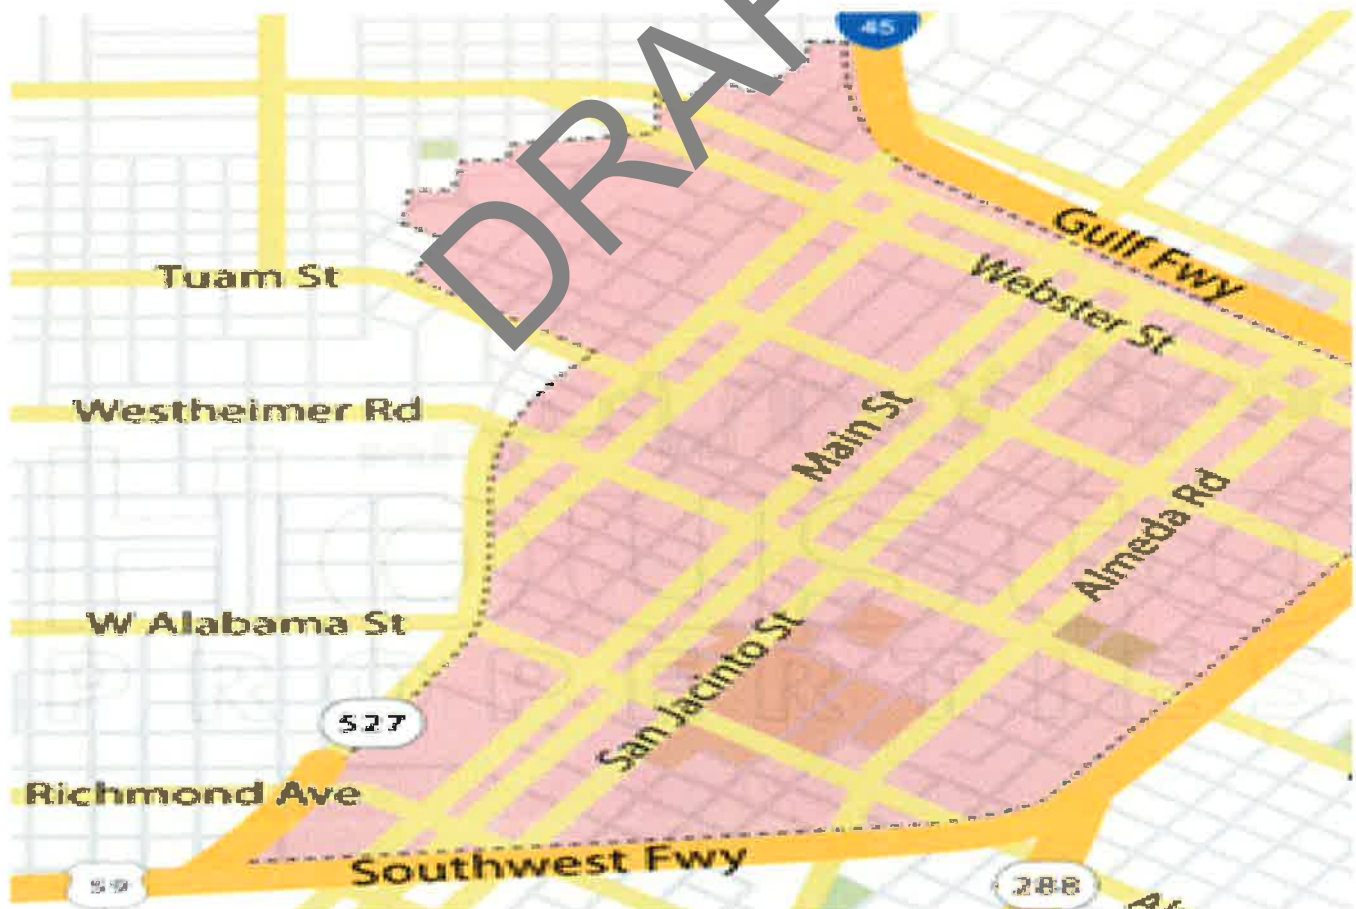 45
DRAF
Gulf Fwy
Tuam St
Webster St
Westheimer Rd
Main St
Almeda Rd
W Alabama St
San Jacinto St
527
Richmond Ave
Southwest Fwy
59
288